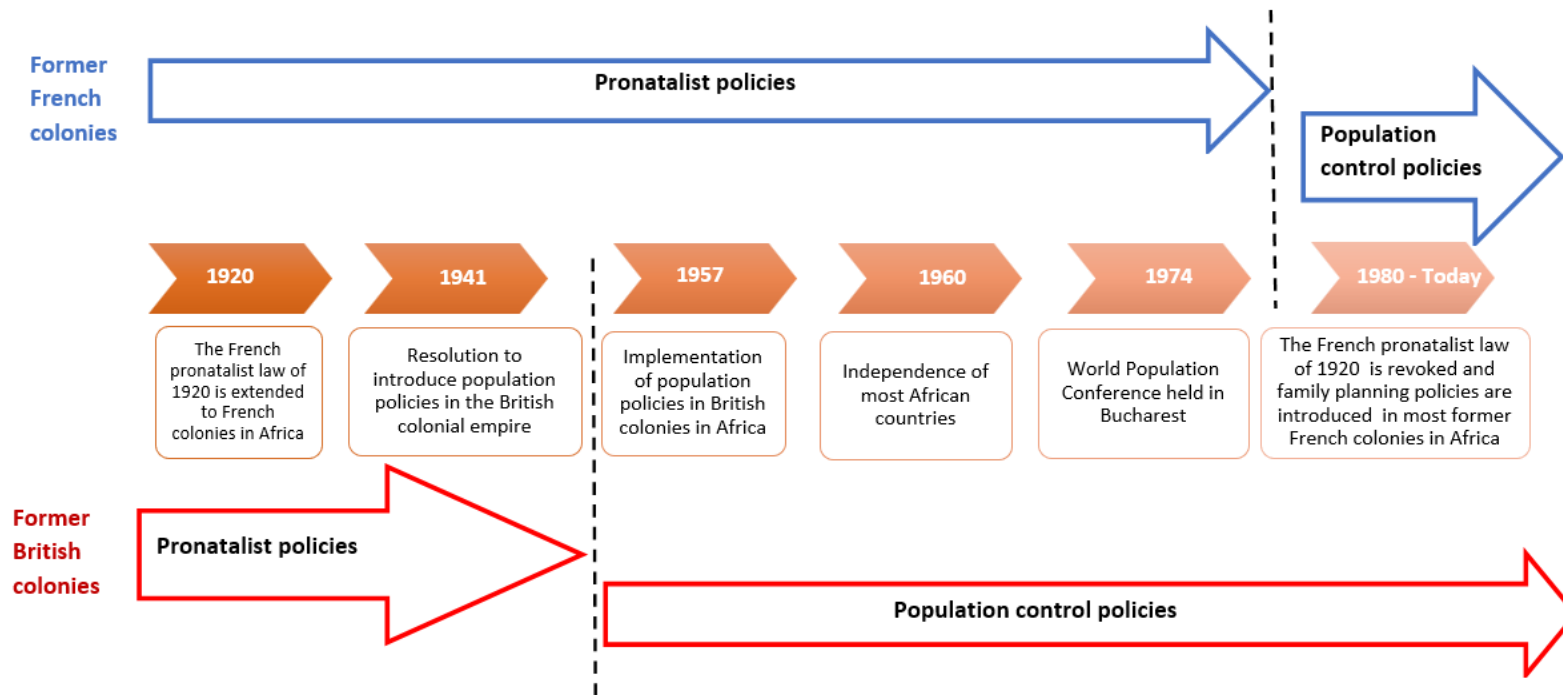 Former
French
colonies
Pronatalist policies
Population
control policies
1920
1941
1957
1960
1974
1980 - Today
The French
pronatalist law of
1920 is extended
to French
colonies in Africa
Resolution to
introduce population
policies in the British
colonial empire
Implementation
of population
policies in British
colonies in Africa
Independence of
most African
countries
World Population
Conference held in
Bucharest
The French pronatalist law
of 1920 is revoked and
family planning policies are
introduced in most former
French colonies in Africa
Former
British
colonies
Pronatalist policies
Population control policies